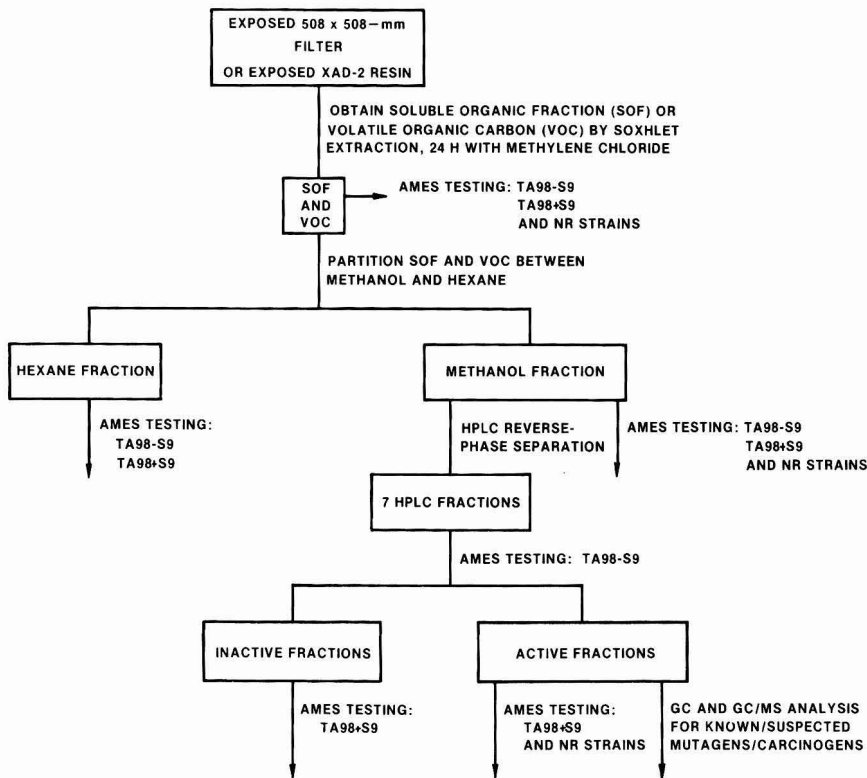 EXPOSED 508 x 508-mm
FILTER
OR EXPOSED XAD-2 RESIN
OBTAIN SOLUBLE ORGANIC FRACTION (SOF) OR
VOLATILE ORGANIC CARBON (VOC) BY SOXHLET
EXTRACTION, 24 H WITH METHYLENE CHLORIDE
SOF
AND
VOC
AMES TESTING: TA98-S9
TA98+S9
AND NR STRAINS
PARTITION SOF AND VOC BETWEEN
METHANOL AND HEXANE
HEXANE FRACTION
METHANOL FRACTION
AMES TESTING:
TA98-S9
TA98+S9
HPLC REVERSE-
PHASE SEPARATION
AMES TESTING: TA98-S9
TA98+S9
AND NR STRAINS
7 HPLC FRACTIONS
AMES TESTING: TA98-S9
INACTIVE FRACTIONS
ACTIVE FRACTIONS
AMES TESTING:
TA98+S9
AMES TESTING:
TA98+S9
AND NR STRAINS
GC AND GC/MS ANALYSIS
FOR KNOWN/SUSPECTED
MUTAGENS/CARCINOGENS